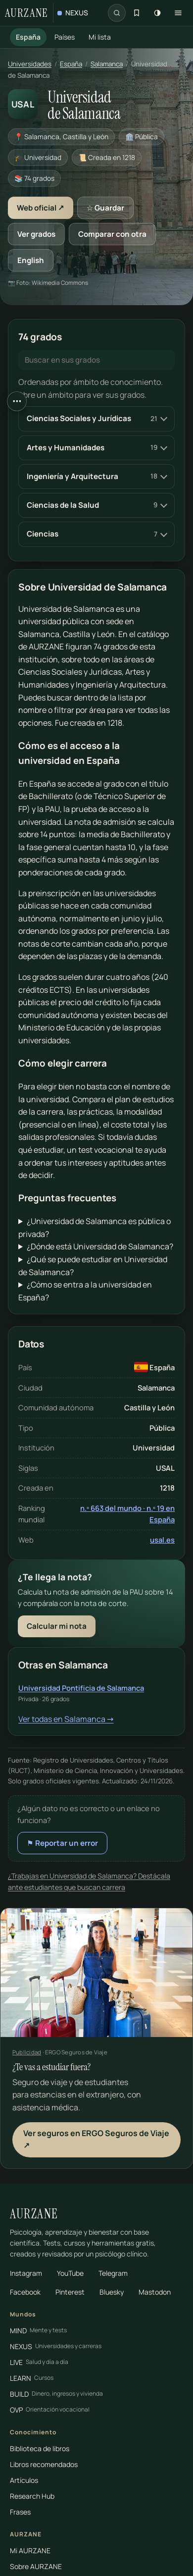 AURZANE NEXUS
España Países Mi lista
Universidades / España / Salamanca / Universidad
de Salamanca
USAL
Universidad
de Salamanca
📍 Salamanca, Castilla y León
🏛️ Pública
🎓 Universidad
📜 Creada en 1218
📚 74 grados
Web oficial ↗
☆ Guardar
Ver grados
Comparar con otra
English
📷 Foto: Wikimedia Commons
74 grados
Buscar en sus grados
Ordenadas por ámbito de conocimiento.
Abre un ámbito para ver sus grados.
Ciencias Sociales y Jurídicas 21
Artes y Humanidades 19
Ingeniería y Arquitectura 18
Ciencias de la Salud 9
Ciencias 7
Sobre Universidad de Salamanca
Universidad de Salamanca es una
universidad pública con sede en
Salamanca, Castilla y León. En el catálogo
de AURZANE figuran 74 grados de esta
institución, sobre todo en las áreas de
Ciencias Sociales y Jurídicas, Artes y
Humanidades e Ingeniería y Arquitectura.
Puedes buscar dentro de la lista por
nombre o filtrar por área para ver todas las
opciones. Fue creada en 1218.
Cómo es el acceso a la
universidad en España
En España se accede al grado con el título
de Bachillerato (o de Técnico Superior de
FP) y la PAU, la prueba de acceso a la
universidad. La nota de admisión se calcula
sobre 14 puntos: la media de Bachillerato y
la fase general cuentan hasta 10, y la fase
específica suma hasta 4 más según las
ponderaciones de cada grado.
La preinscripción en las universidades
públicas se hace en cada comunidad
autónoma, normalmente en junio y julio,
ordenando los grados por preferencia. Las
notas de corte cambian cada año, porque
dependen de las plazas y de la demanda.
Los grados suelen durar cuatro años (240
créditos ECTS). En las universidades
públicas el precio del crédito lo fija cada
comunidad autónoma y existen becas del
Ministerio de Educación y de las propias
universidades.
Cómo elegir carrera
Para elegir bien no basta con el nombre de
la universidad. Compara el plan de estudios
de la carrera, las prácticas, la modalidad
(presencial o en línea), el coste total y las
salidas profesionales. Si todavía dudas
qué estudiar, un test vocacional te ayuda
a ordenar tus intereses y aptitudes antes
de decidir.
Preguntas frecuentes
▶ ¿Universidad de Salamanca es pública o
privada?
▶ ¿Dónde está Universidad de Salamanca?
▶ ¿Qué se puede estudiar en Universidad
de Salamanca?
▶ ¿Cómo se entra a la universidad en
España?
Datos
País España
Ciudad Salamanca
Comunidad autónoma Castilla y León
Tipo Pública
Institución Universidad
Siglas USAL
Creada en 1218
Ranking n.º 663 del mundo · n.º 19 en
mundial España
Web usal.es
¿Te llega la nota?
Calcula tu nota de admisión de la PAU sobre 14
y compárala con la nota de corte.
Calcular mi nota
Otras en Salamanca
Universidad Pontificia de Salamanca
Privada · 26 grados
Ver todas en Salamanca →
Fuente: Registro de Universidades, Centros y Títulos
(RUCT), Ministerio de Ciencia, Innovación y Universidades.
Solo grados oficiales vigentes. Actualizado: 24/11/2026.
¿Algún dato no es correcto o un enlace no
funciona?
⚑ Reportar un error
¿Trabajas en Universidad de Salamanca? Destácala
ante estudiantes que buscan carrera
Publicidad · ERGO Seguros de Viaje
¿Te vas a estudiar fuera?
Seguro de viaje y de estudiantes
para estancias en el extranjero, con
asistencia médica.
Ver seguros en ERGO Seguros de Viaje
↗
AURZANE
Psicología, aprendizaje y bienestar con base
científica. Tests, cursos y herramientas gratis,
creados y revisados por un psicólogo clínico.
Instagram YouTube Telegram
Facebook Pinterest Bluesky Mastodon
Mundos
MIND Mente y tests
NEXUS Universidades y carreras
LIVE Salud y día a día
LEARN Cursos
BUILD Dinero, ingresos y vivienda
OVP Orientación vocacional
Conocimiento
Biblioteca de libros
Libros recomendados
Artículos
Research Hub
Frases
AURZANE
Mi AURZANE
Sobre AURZANE